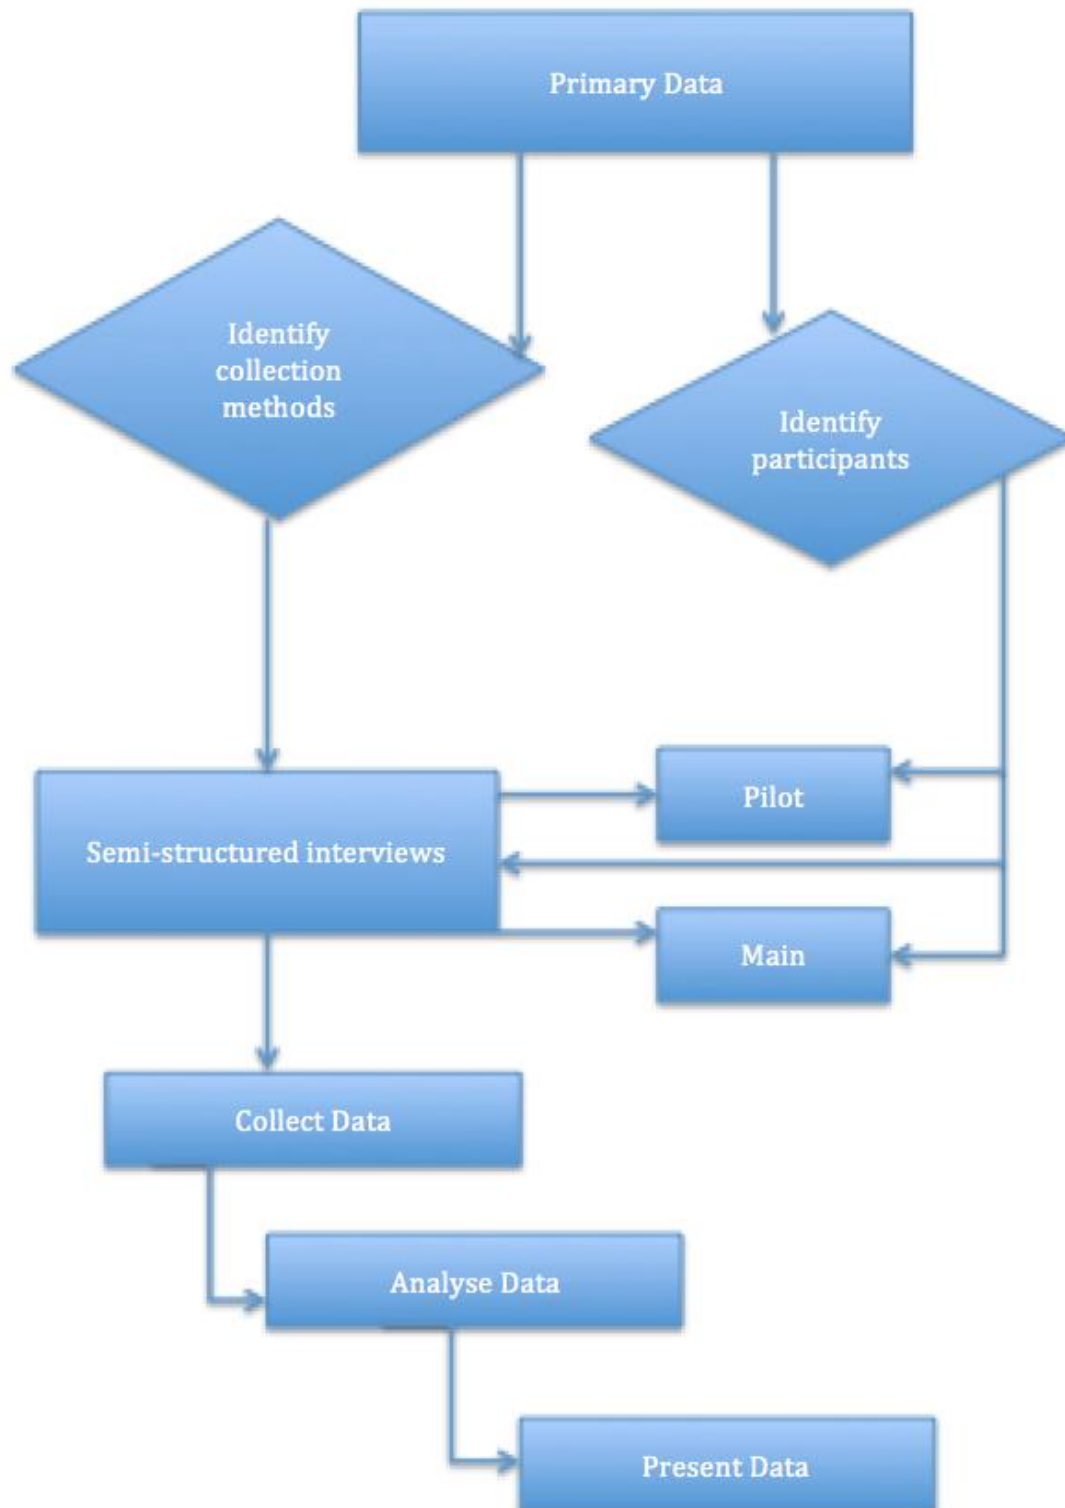 Primary Data
Identify
collection
methods
Identify
participants
Pilot
Semi-structured interviews
Main
Collect Data
Analyse Data
Present Data